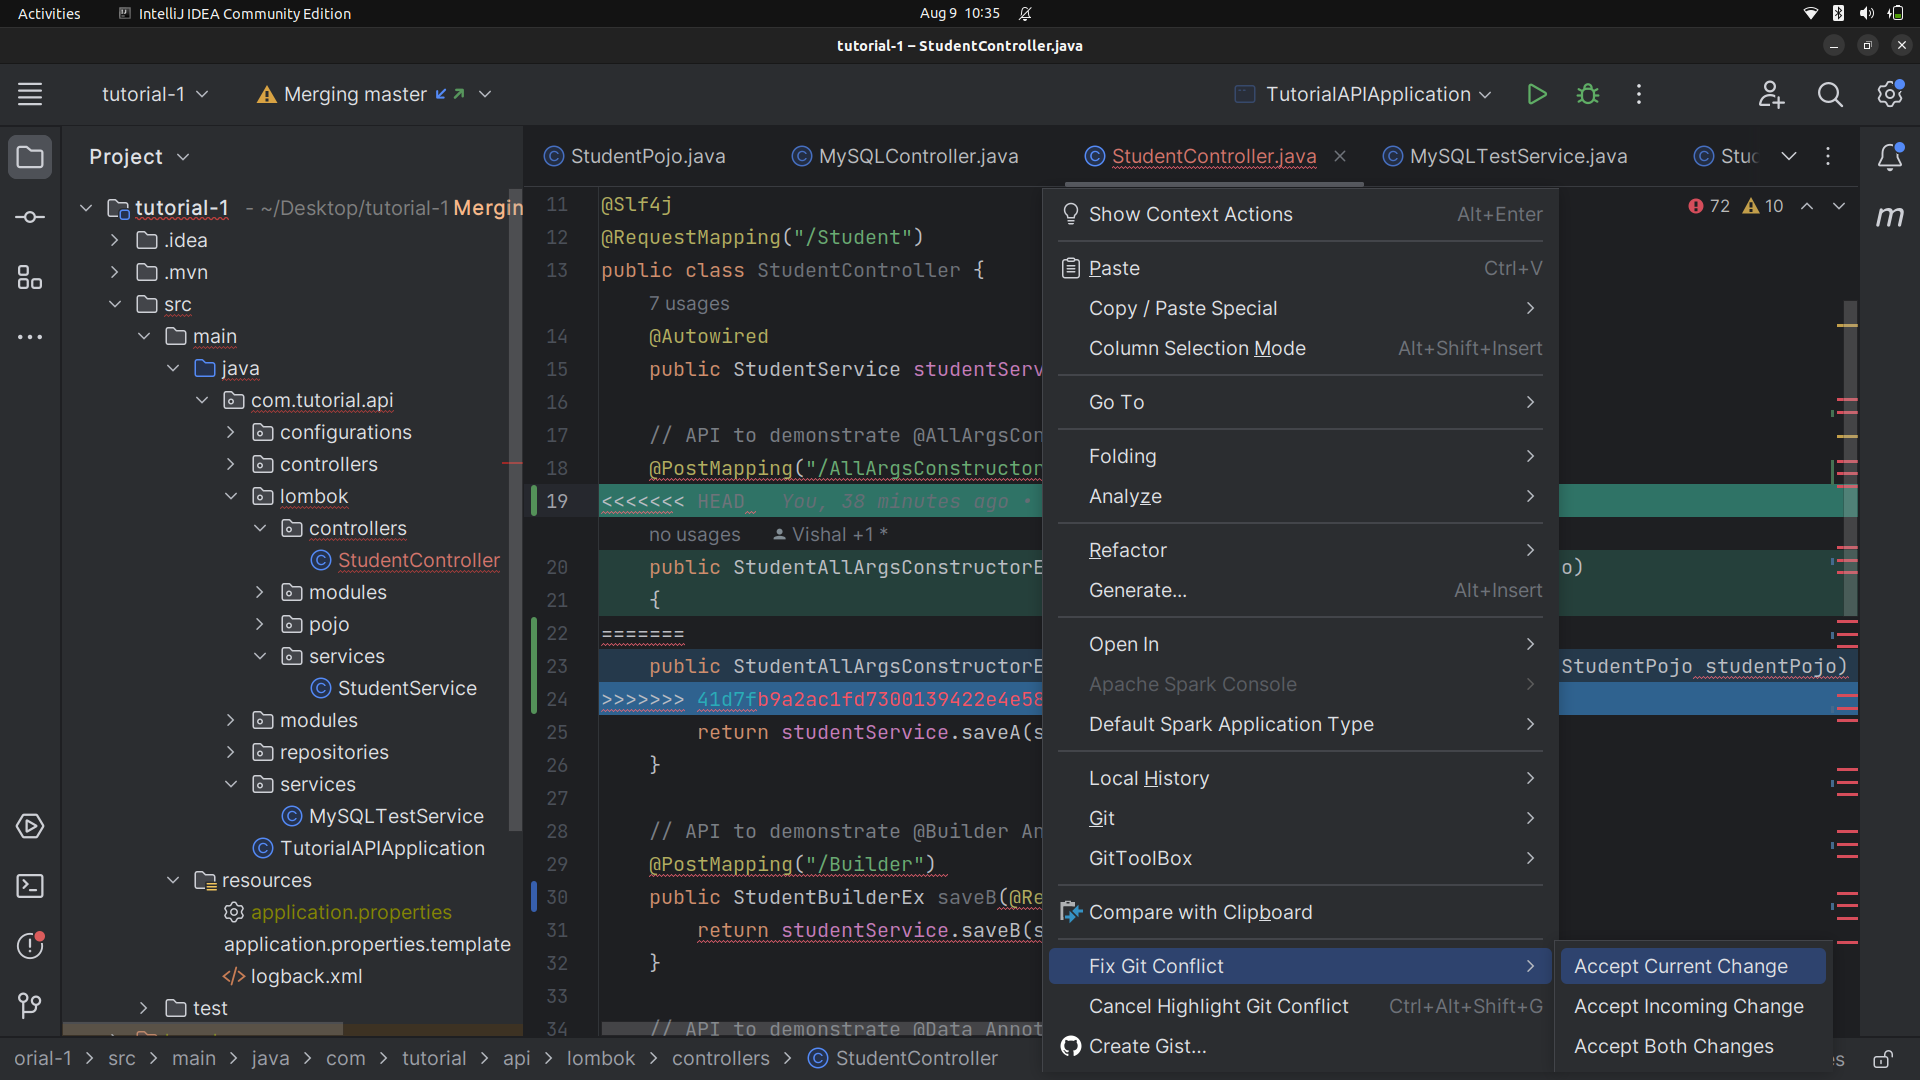 Activities
IntelliJ IDEA Community Edition
Aug 9 10:35
tutorial-1 – StudentController.java
tutorial-1
Merging master
TutorialAPIApplication
Project
StudentPojo.java
MySQLController.java
StudentController.java
MySQLTestService.java
Stud
tutorial-1 - ~/Desktop/tutorial-1 Mergin
.idea
.mvn
src
main
java
com.tutorial.api
configurations
controllers
lombok
controllers
StudentController
modules
pojo
services
StudentService
modules
repositories
services
MySQLTestService
TutorialAPIApplication
resources
application.properties
application.properties.template
</> logback.xml
test
72 10
11 @Slf4j
12 @RequestMapping("/Student")
13 public class StudentController {
7 usages
14 @Autowired
15 public StudentService studentServ
16
17 // API to demonstrate @AllArgsCon
18 @PostMapping("/AllArgsConstructor
19 <<<<<<< HEAD You, 38 minutes ago •
no usages Vishal +1 *
20 public StudentAllArgsConstructorE o)
21 {
22 =======
23 public StudentAllArgsConstructorE StudentPojo studentPojo)
24 >>>>>>> 41d7fb9a2ac1fd7300139422e4e58
25 return studentService.saveA(s
26 }
27
28 // API to demonstrate @Builder An
29 @PostMapping("/Builder")
30 public StudentBuilderEx saveB(@Re
31 return studentService.saveB(s
32 }
33
34 // API to demonstrate @Data Annot
Show Context Actions Alt+Enter
Paste Ctrl+V
Copy / Paste Special
Column Selection Mode Alt+Shift+Insert
Go To
Folding
Analyze
Refactor
Generate... Alt+Insert
Open In
Apache Spark Console
Default Spark Application Type
Local History
Git
GitToolBox
Compare with Clipboard
Fix Git Conflict
Cancel Highlight Git Conflict Ctrl+Alt+Shift+G
Create Gist...
Accept Current Change
Accept Incoming Change
Accept Both Changes
m
orial-1 > src > main > java > com > tutorial > api > lombok > controllers > StudentController
es